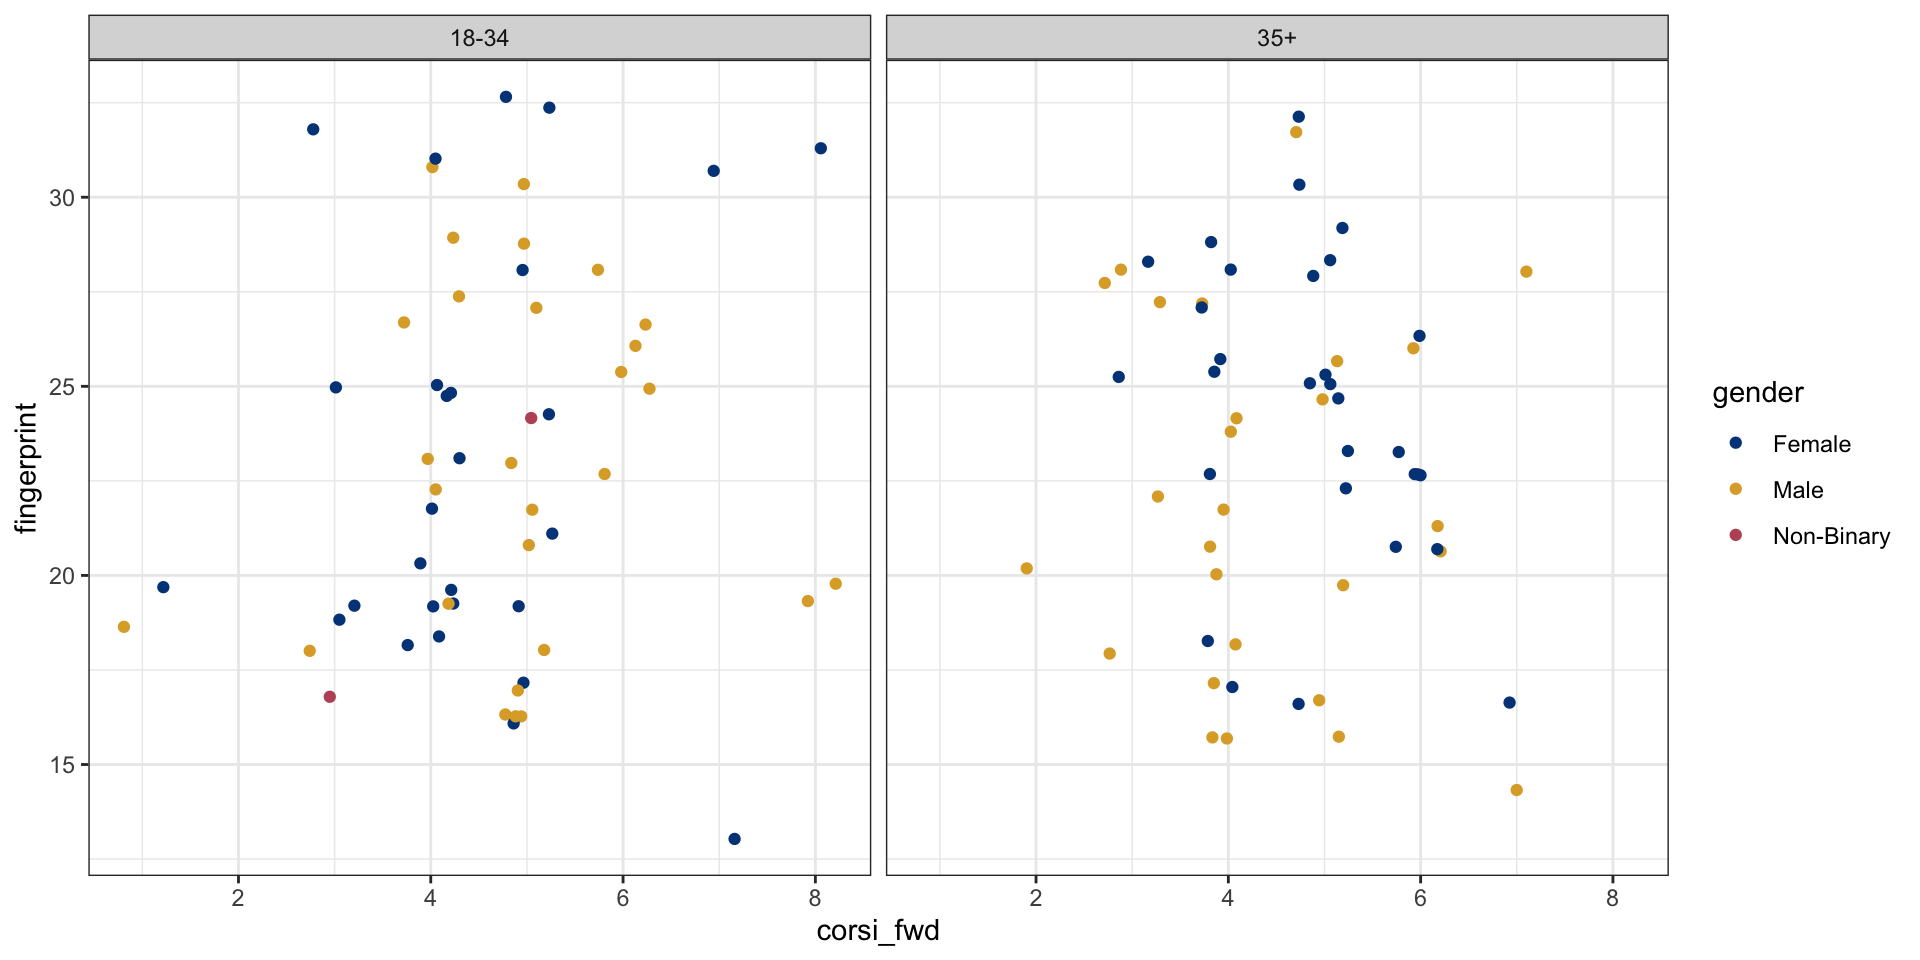 18-34
35+
30
25
20
15
fingerprint
2 4 6 8
2 4 6 8
corsi_fwd
gender
Female
Male
Non-Binary